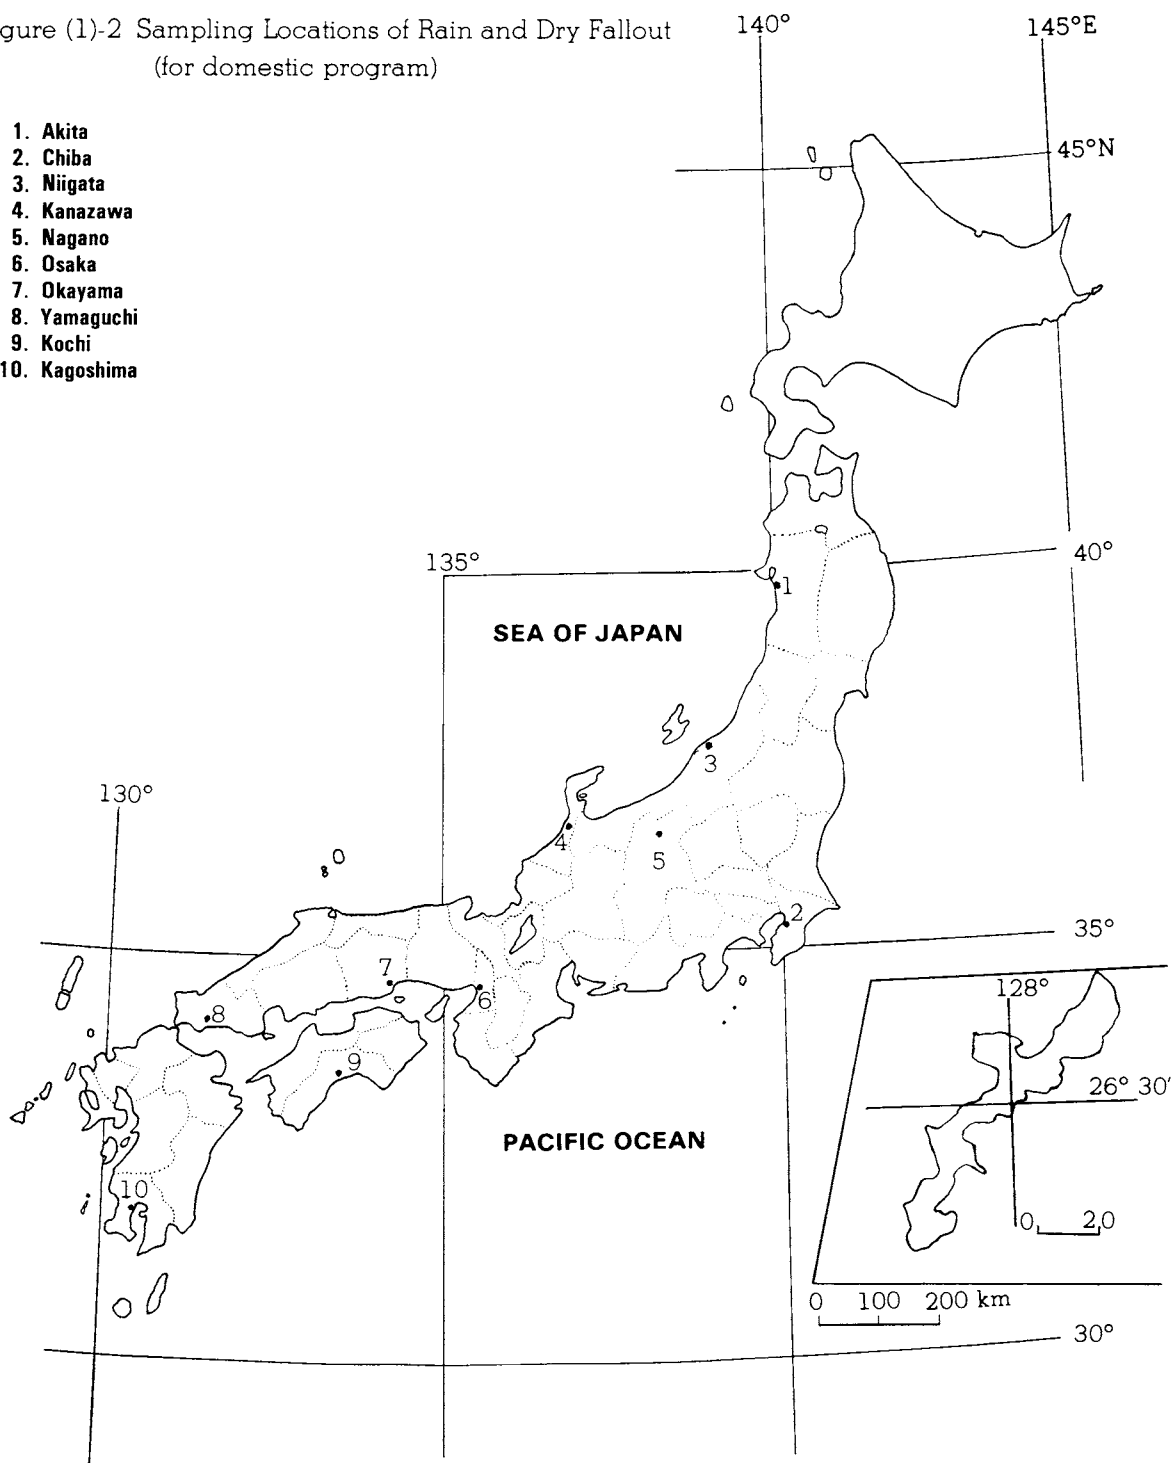 gure (1)-2 Sampling Locations of Rain and Dry Fallout
(for domestic program)
1. Akita
2. Chiba
3. Niigata
4. Kanazawa
5. Nagano
6. Osaka
7. Okayama
8. Yamaguchi
9. Kochi
10. Kagoshima
140°
145°E
45°N
40°
135°
1
SEA OF JAPAN
3
130°
4
5
2
35°
7
6
8
128°
9
26° 30'
PACIFIC OCEAN
10
0 20
0 100 200 km
30°